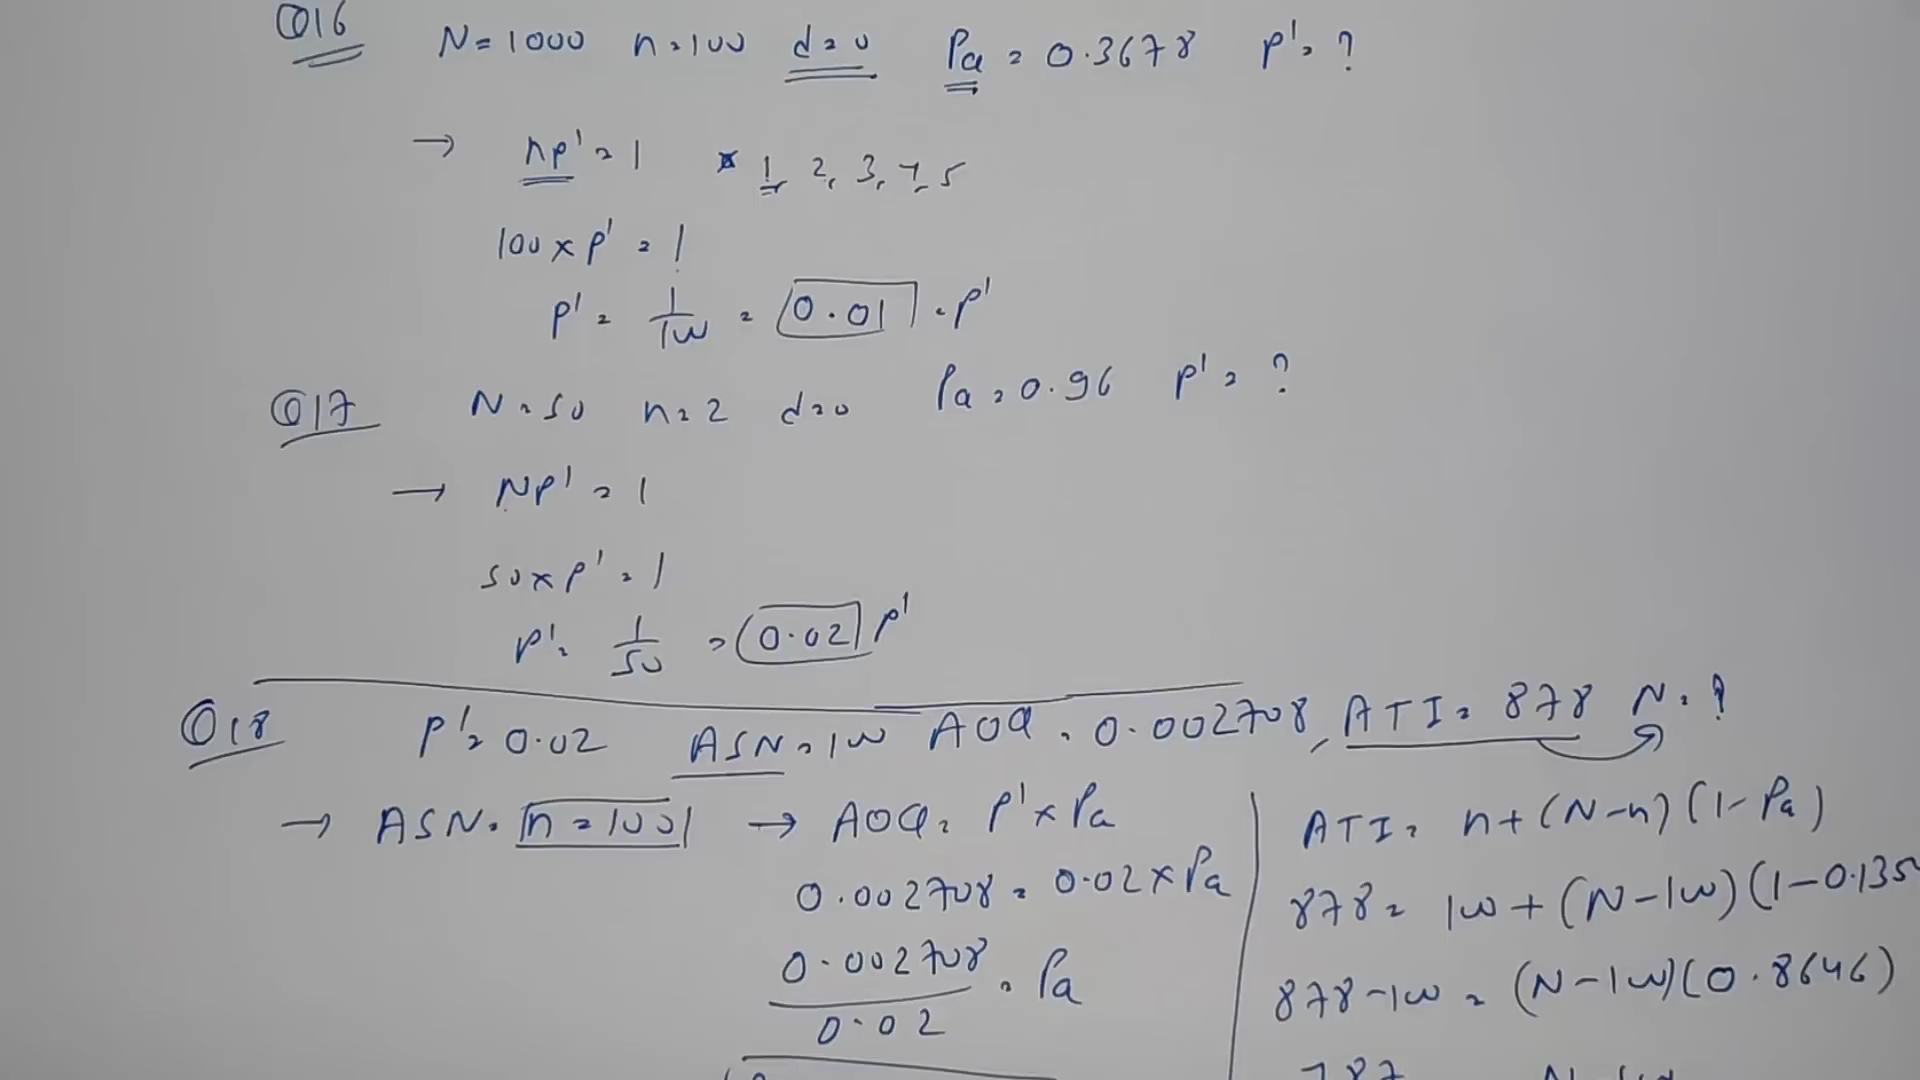 Q16 N = 1000 n = 100 d = 0 Pa = 0.3678 p' = ?
→ np' = 1 * 1, 2, 3, 4, 5
100 x p' = 1
p' = 1/100 = 0.01 = p'
Q17 N = 50 n = 2 d = 0 Pa = 0.96 p' = ?
→ Np' = 1
50 x p' = 1
p' = 1/50 = 0.02 p'
Q18 p' = 0.02 ASN = 100 AOQ = 0.002708, ATI = 878 N = ?
→ ASN = n = 100
→ AOQ = p' x Pa
0.002708 = 0.02 x Pa
0.002708/0.02 = Pa
ATI = n + (N-n) (1 - Pa)
878 = 100 + (N-100) (1 - 0.135
878 - 100 = (N-100) (0.8646)